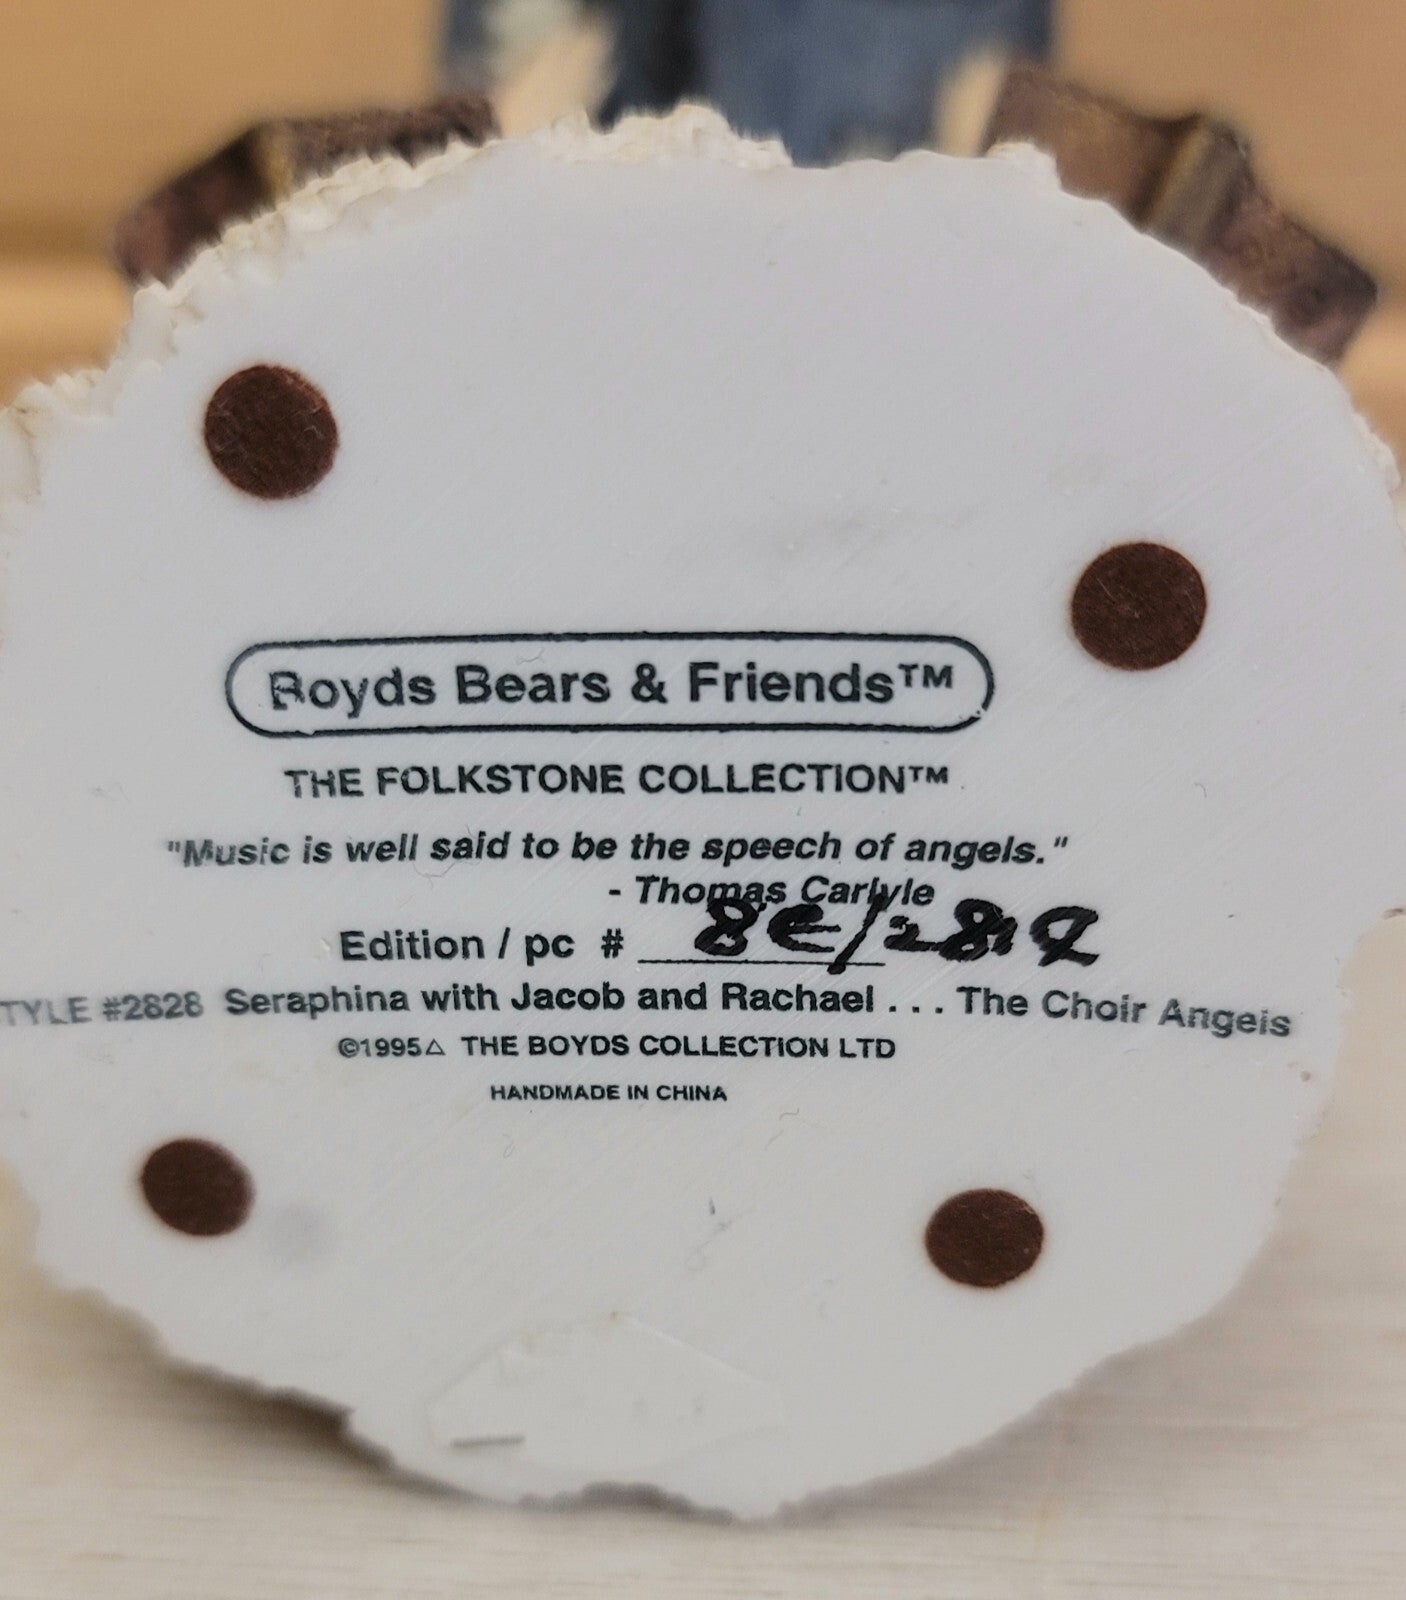 Boyds Bears & Friends™
THE FOLKSTONE COLLECTION™
"Music is well said to be the speech of angels."
- Thomas Carlyle
Edition / pc # 8E/
TYLE #2828 Seraphina with Jacob and Rachael . . . The Choir Angels
©1995△ THE BOYDS COLLECTION LTD
HANDMADE IN CHINA